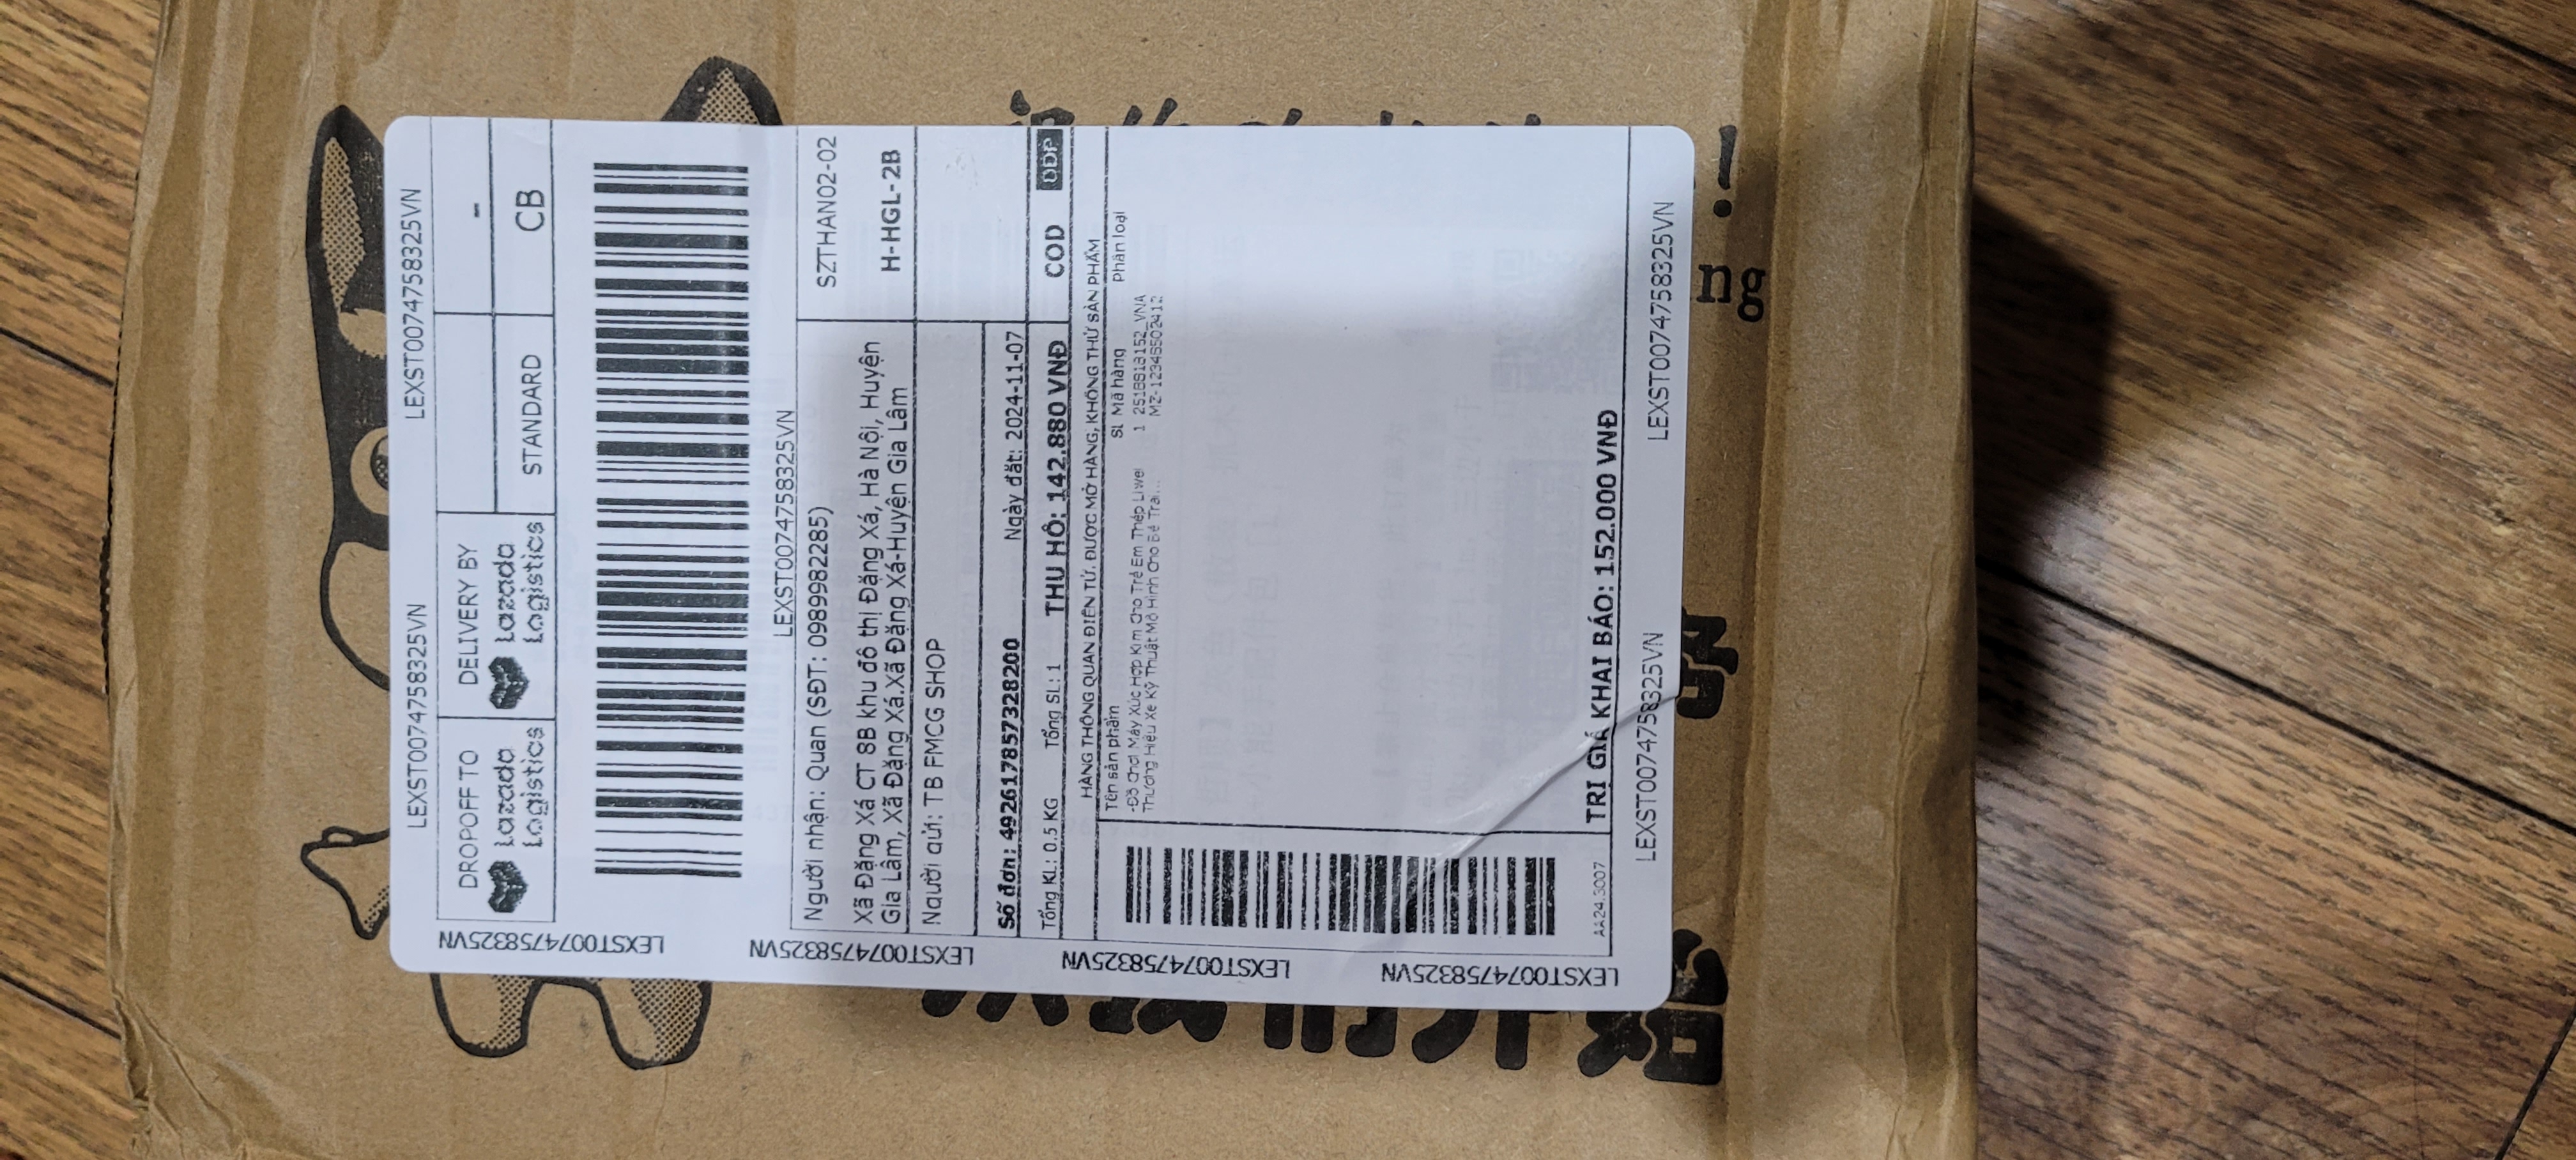 LEXST0074758325VN LEXST0074758325VN
DROPOFF TO
Lazada
Logistics
DELIVERY BY
Lazada
Logistics
-
STANDARD
CB
LEXST0074758325VN
Người nhận: Quan (SĐT: 0989982285)
Xã Đặng Xá CT 8B khu đô thị Đặng Xá, Hà Nội, Huyện
Gia Lâm, Xã Đặng Xá.Xã Đặng Xá-Huyện Gia Lâm
SZTHAN02-02
H-HGL-2B
Người gửi: TB FMCG SHOP
Số đơn: 492617857328200 Ngày đặt: 2024-11-07
Tổng KL: 0.5 KG Tổng SL: 1 THU HỘ: 142.880 VNĐ COD DDP
HÀNG THÔNG QUAN ĐIỆN TỬ. ĐƯỢC MỞ HÀNG, KHÔNG THỬ SẢN PHẨM
Tên sản phẩm SL Mã hàng Phân loại
-Đồ Chơi Máy Xúc Hợp Kim Cho Trẻ Em Thép Liwei 1 2518813152_VNA
Thương Hiệu Xe Kỹ Thuật Mô Hình Cho Bé Trai... MZ-12346502412
AA24.3007
TRỊ GIÁ KHAI BÁO: 152.000 VNĐ
LEXST0074758325VN LEXST0074758325VN
LEXST0074758325VN
LEXST0074758325VN
LEXST0074758325VN
LEXST0074758325VN
ng
!